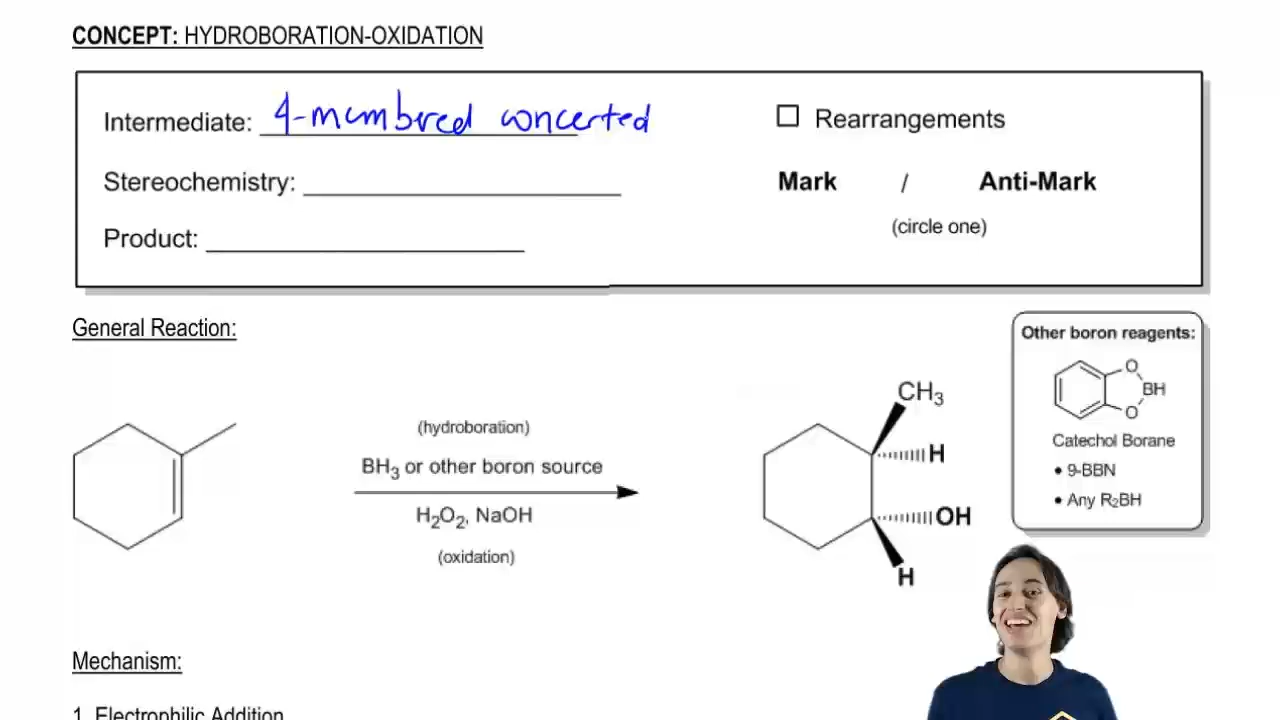 CONCEPT: HYDROBORATION-OXIDATION
Intermediate: 4-membered concerted
Stereochemistry: 
Product: 
Rearrangements
Mark / Anti-Mark
(circle one)
General Reaction:
(hydroboration)
BH3 or other boron source
H2O2, NaOH
(oxidation)
CH3
H
OH
H
Other boron reagents:
O
BH
O
Catechol Borane
• 9-BBN
• Any R2BH
Mechanism:
1. Electrophilic Addition